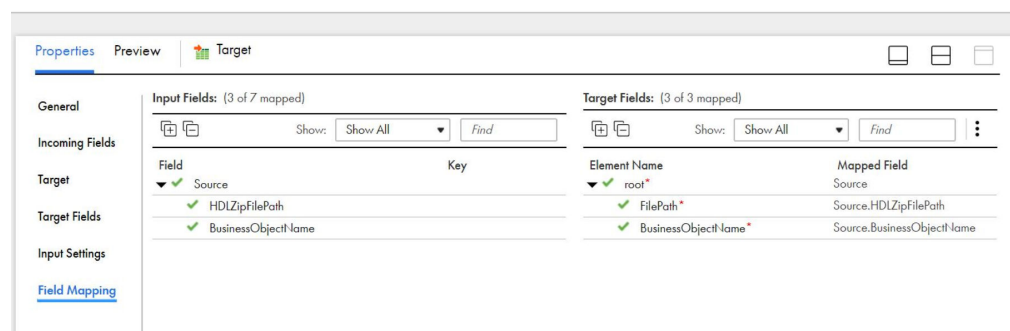 Properties Preview Target
General
Incoming Fields
Target
Target Fields
Input Settings
Field Mapping
Input Fields: (3 of 7 mapped)
Show: Show All Find
Field Key
Source
HDLZipFilePath
BusinessObjectName
Target Fields: (3 of 3 mapped)
Show: Show All Find
Element Name Mapped Field
root* Source
FilePath* Source.HDLZipFilePath
BusinessObjectName* Source.BusinessObjectName